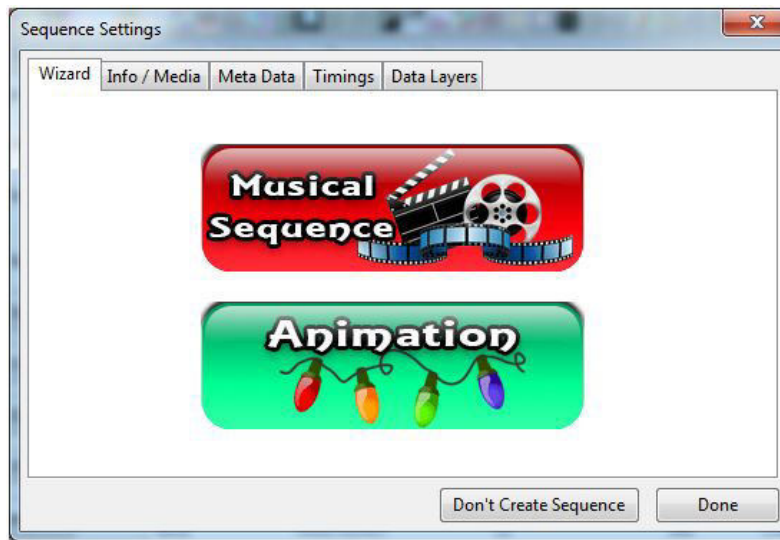 Sequence Settings
Wizard Info / Media Meta Data Timings Data Layers
Musical
Sequence
Animation
Don't Create Sequence Done